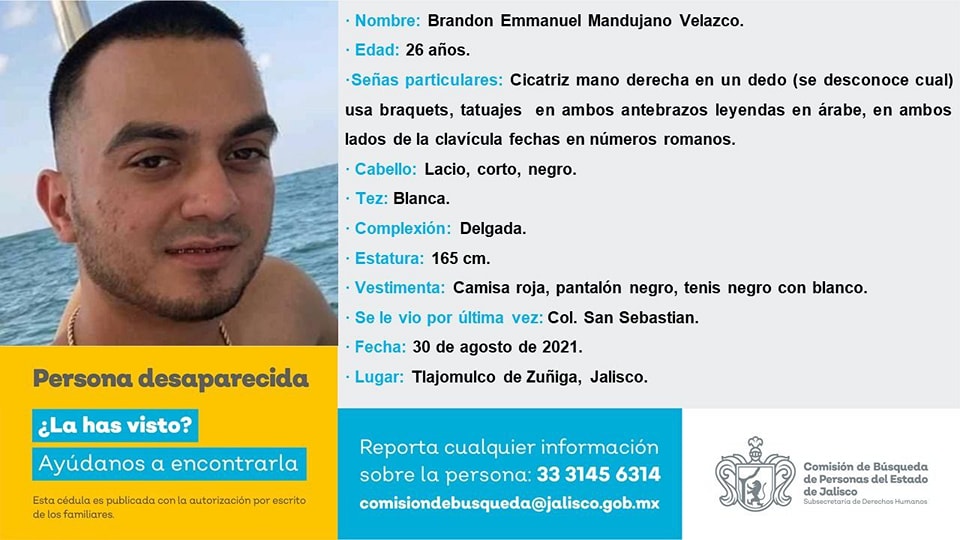 · Nombre: Brandon Emmanuel Mandujano Velazco.
· Edad: 26 años.
·Señas particulares: Cicatriz mano derecha en un dedo (se desconoce cual)
usa braquets, tatuajes en ambos antebrazos leyendas en árabe, en ambos
lados de la clavícula fechas en números romanos.
· Cabello: Lacio, corto, negro.
· Tez: Blanca.
· Complexión: Delgada.
· Estatura: 165 cm.
· Vestimenta: Camisa roja, pantalón negro, tenis negro con blanco.
· Se le vio por última vez: Col. San Sebastian.
· Fecha: 30 de agosto de 2021.
· Lugar: Tlajomulco de Zuñiga, Jalisco.
Persona desaparecida
¿La has visto?
Ayúdanos a encontrarla
Esta cédula es publicada con la autorización por escrito
de los familiares.
Reporta cualquier información
sobre la persona: 33 3145 6314
comisiondebusqueda@jalisco.gob.mx
Comisión de Búsqueda
de Personas del Estado
de Jalisco
Subsecretaría de Derechos Humanos